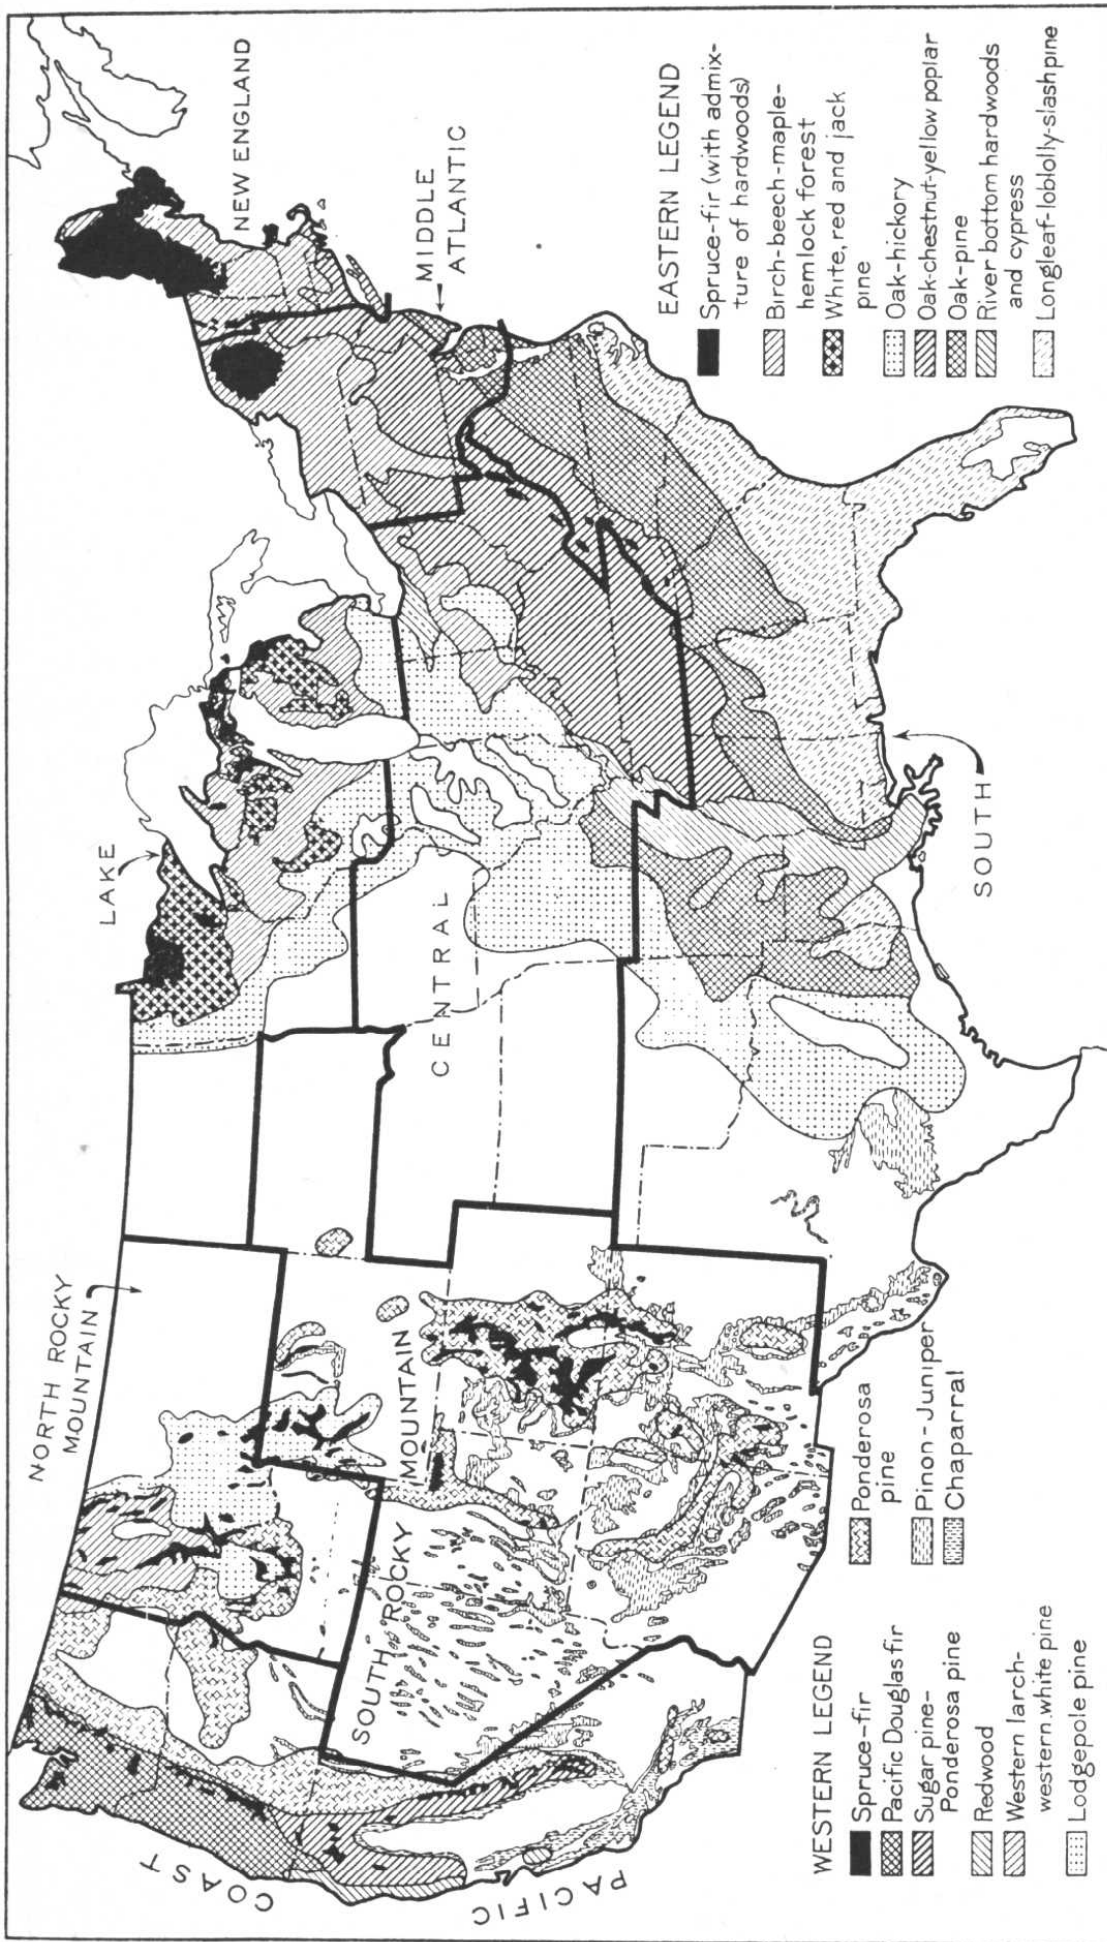 NORTH ROCKY
MOUNTAIN
LAKE
NEW ENGLAND
MIDDLE
ATLANTIC
CENTRAL
SOUTH ROCKY MOUNTAIN
PACIFIC COAST
SOUTH
WESTERN LEGEND
Spruce-fir
Pacific Douglas fir
Sugar pine-
Ponderosa pine
Redwood
Western larch-
western white pine
Lodgepole pine
Ponderosa
pine
Pinon-Juniper
Chaparral
EASTERN LEGEND
Spruce-fir (with admix-
ture of hardwoods)
Birch-beech-maple-
hemlock forest
White, red and jack
pine
Oak-hickory
Oak-chestnut-yellow poplar
Oak-pine
River bottom hardwoods
and cypress
Longleaf-loblolly-slash pine